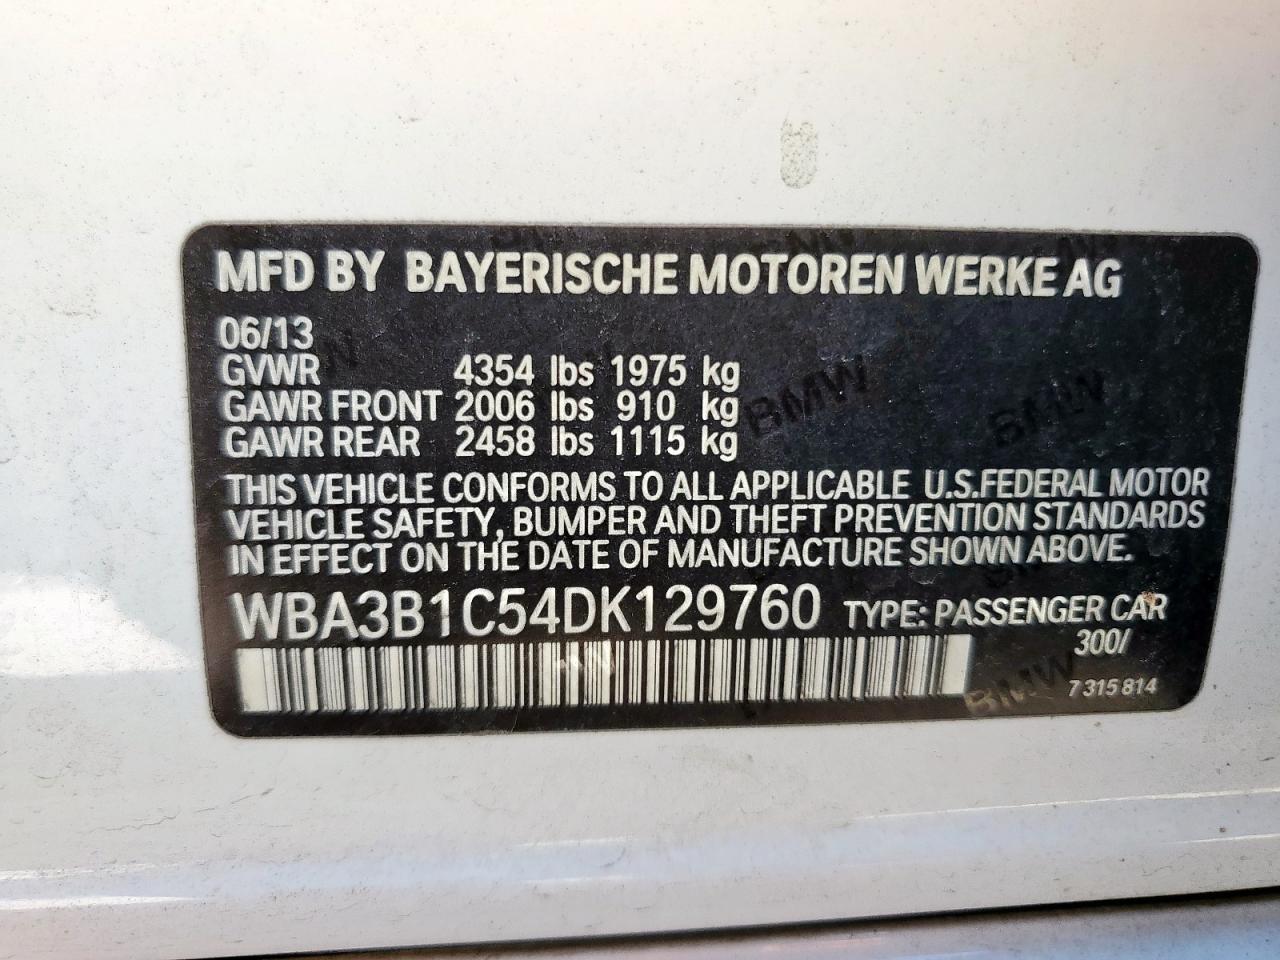 MFD BY BAYERISCHE MOTOREN WERKE AG
06/13
GVWR 4354 lbs 1975 kg
GAWR FRONT 2006 lbs 910 kg
GAWR REAR 2458 lbs 1115 kg
THIS VEHICLE CONFORMS TO ALL APPLICABLE U.S.FEDERAL MOTOR
VEHICLE SAFETY, BUMPER AND THEFT PREVENTION STANDARDS
IN EFFECT ON THE DATE OF MANUFACTURE SHOWN ABOVE.
WBA3B1C54DK129760 TYPE: PASSENGER CAR
300/
7 315 814
BMW
BMW
BMW